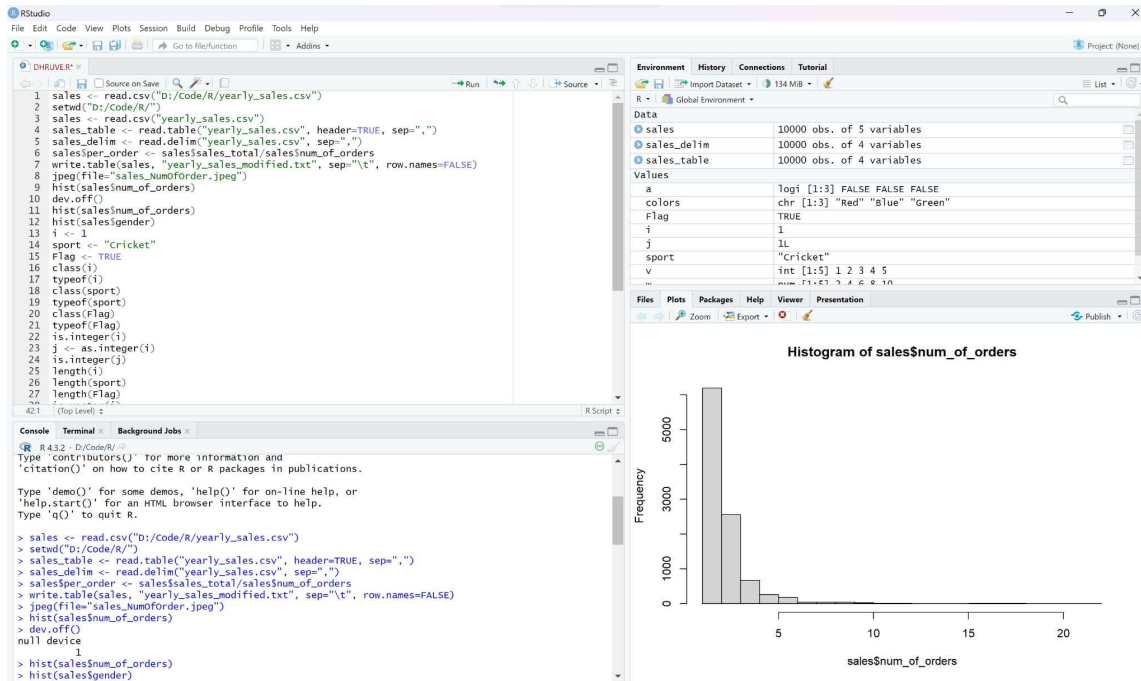 RStudio
File Edit Code View Plots Session Build Debug Profile Tools Help
Go to file/function Addins Project: (None)
DHRUVE.R*
Source on Save Run Source
1 sales <- read.csv("D:/Code/R/yearly_sales.csv")
2 setwd("D:/Code/R/")
3 sales <- read.csv("yearly_sales.csv")
4 sales_table <- read.table("yearly_sales.csv", header=TRUE, sep=",")
5 sales_delim <- read.delim("yearly_sales.csv", sep=",")
6 sales$per_order <- sales$sales_total/sales$num_of_orders
7 write.table(sales, "yearly_sales_modified.txt", sep="\t", row.names=FALSE)
8 jpeg(file="sales_NumOfOrder.jpeg")
9 hist(sales$num_of_orders)
10 dev.off()
11 hist(sales$num_of_orders)
12 hist(sales$gender)
13 i <- 1
14 sport <- "Cricket"
15 Flag <- TRUE
16 class(i)
17 typeof(i)
18 class(sport)
19 typeof(sport)
20 class(Flag)
21 typeof(Flag)
22 is.integer(i)
23 j <- as.integer(i)
24 is.integer(j)
25 length(i)
26 length(sport)
27 length(Flag)
42:1 (Top Level) R Script
Console Terminal Background Jobs
R 4.3.2 · D:/Code/R/
Type 'contributors()' for more information and
'citation()' on how to cite R or R packages in publications.
Type 'demo()' for some demos, 'help()' for on-line help, or
'help.start()' for an HTML browser interface to help.
Type 'q()' to quit R.
> sales <- read.csv("D:/Code/R/yearly_sales.csv")
> setwd("D:/Code/R/")
> sales_table <- read.table("yearly_sales.csv", header=TRUE, sep=",")
> sales_delim <- read.delim("yearly_sales.csv", sep=",")
> sales$per_order <- sales$sales_total/sales$num_of_orders
> write.table(sales, "yearly_sales_modified.txt", sep="\t", row.names=FALSE)
> jpeg(file="sales_NumOfOrder.jpeg")
> hist(sales$num_of_orders)
> dev.off()
null device
1
> hist(sales$num_of_orders)
> hist(sales$gender)
Environment History Connections Tutorial
Import Dataset 134 MiB List
R Global Environment
Data
sales 10000 obs. of 5 variables
sales_delim 10000 obs. of 4 variables
sales_table 10000 obs. of 4 variables
Values
a logi [1:3] FALSE FALSE FALSE
colors chr [1:3] "Red" "Blue" "Green"
Flag TRUE
i 1
j 1L
sport "Cricket"
v int [1:5] 1 2 3 4 5
w num [1:5] 2 4 6 8 10
Files Plots Packages Help Viewer Presentation
Zoom Export Publish
Histogram of sales$num_of_orders
Frequency
5000
3000
1000
0
5 10 15 20
sales$num_of_orders